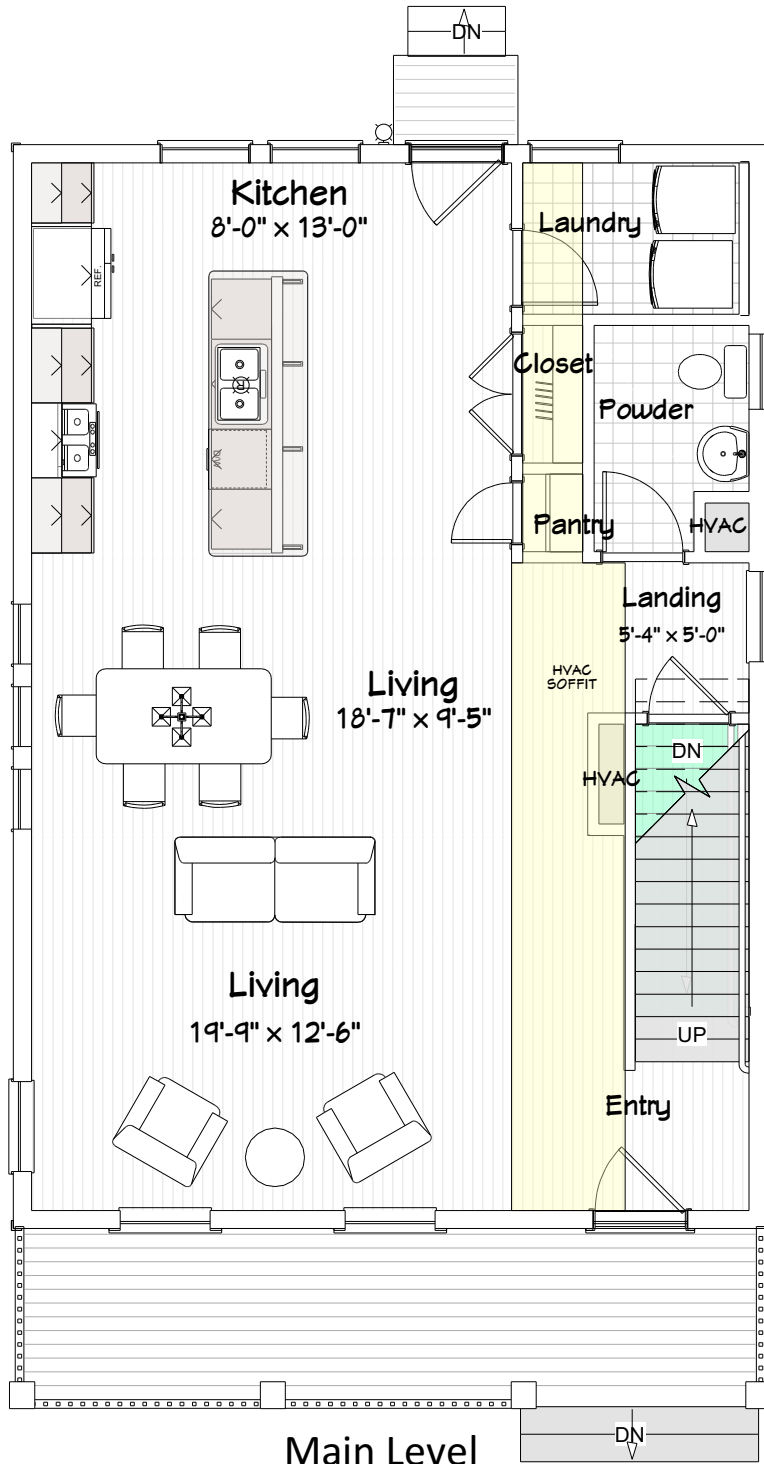 DN
Kitchen
8'-0" x 13'-0"
Laundry
REF.
Closet
Powder
DW
Pantry
HVAC
Landing
5'-4" x 5'-0"
HVAC
SOFFIT
Living
18'-7" x 9'-5"
DN
HVAC
Living
19'-9" x 12'-6"
UP
Entry
DN
Main Level